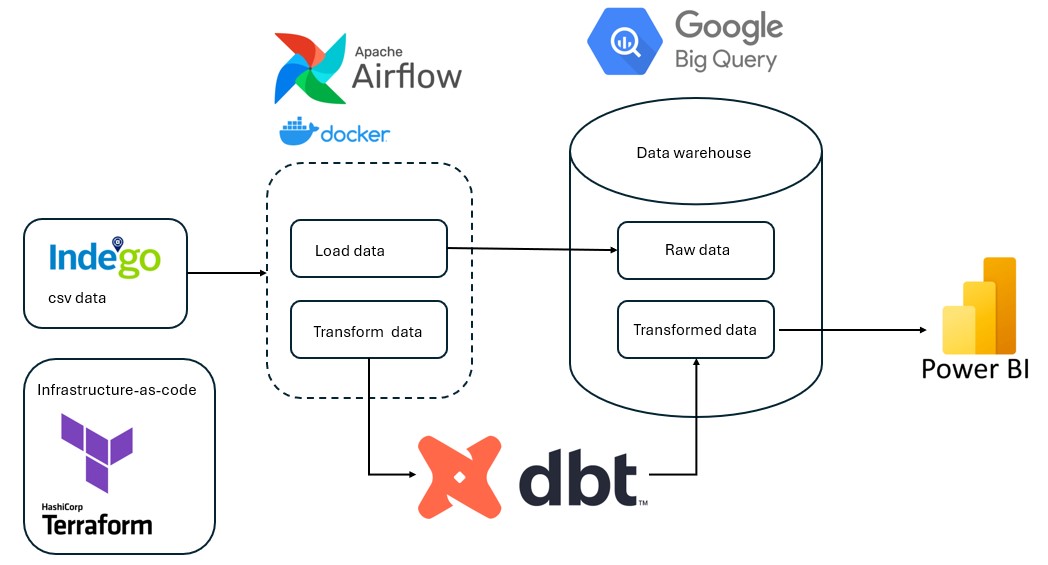 Apache
Airflow
docker
Google
Big Query
Data warehouse
Indego
csv data
Load data
Raw data
Transform data
Transformed data
Power BI
Infrastructure-as-code
HashiCorp
Terraform
dbt™